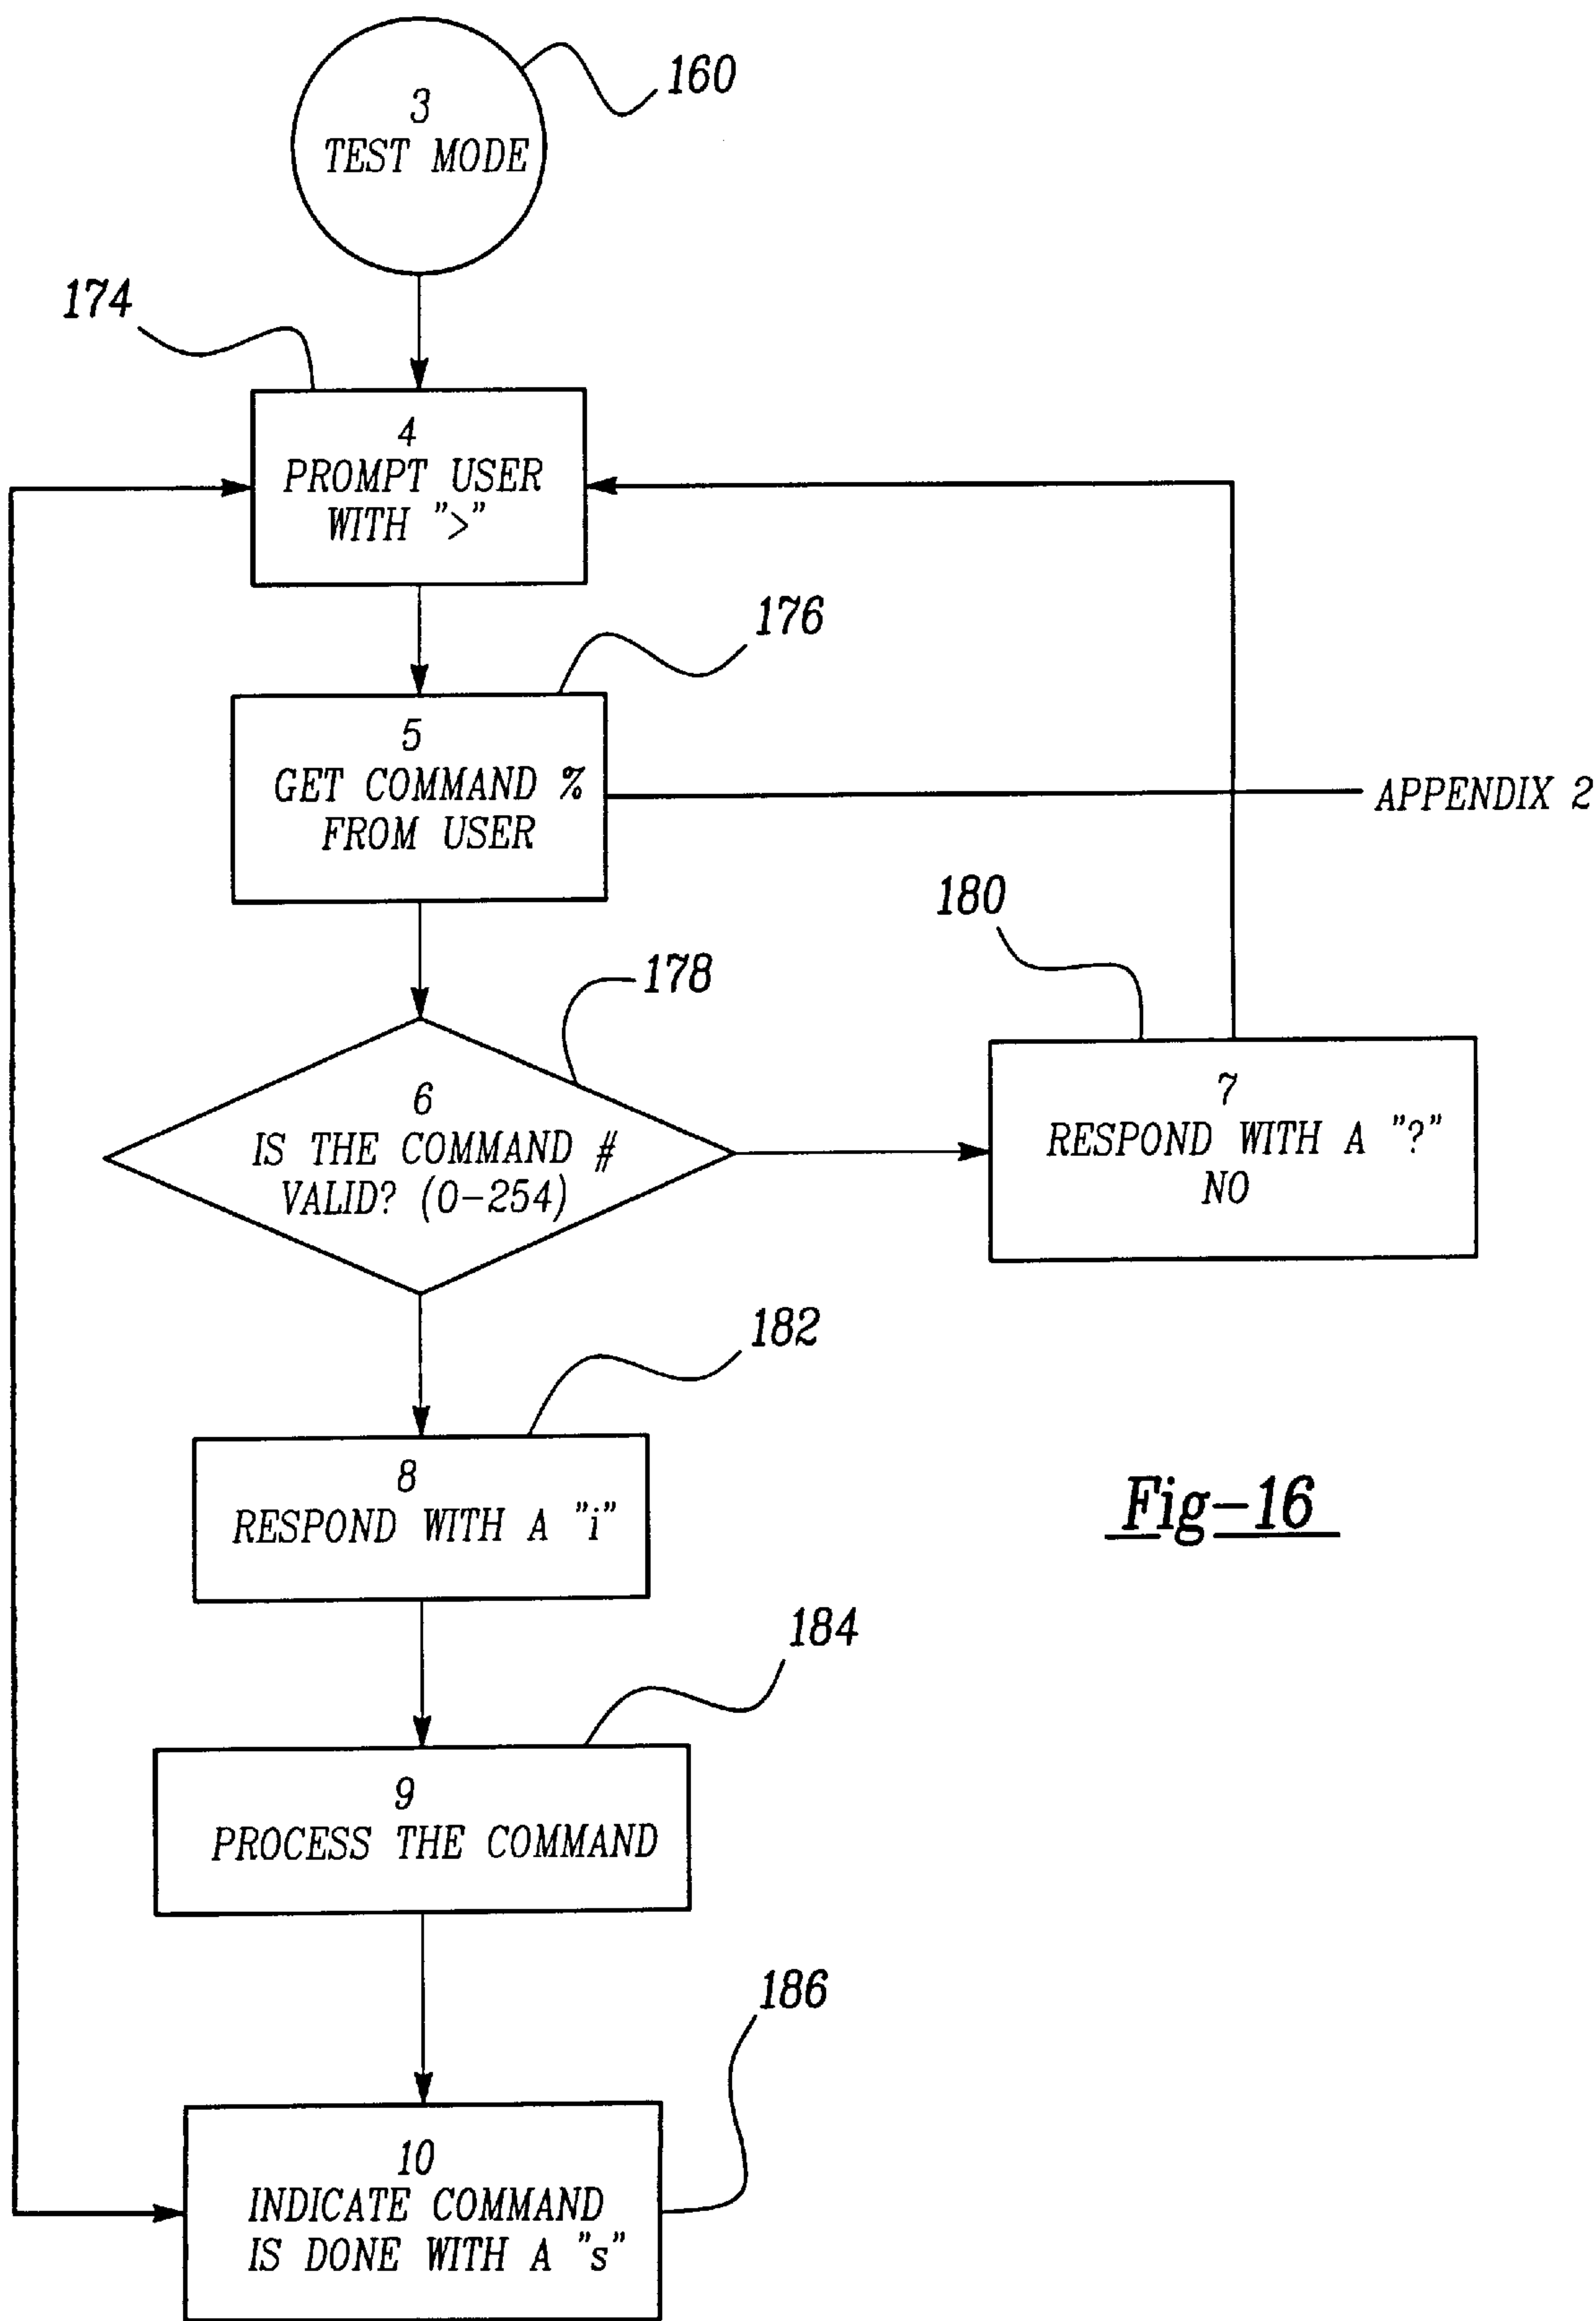 160
3
TEST MODE
174
4
PROMPT USER
WITH ">"
176
5
GET COMMAND %
FROM USER
APPENDIX 2
180
178
6
IS THE COMMAND #
VALID? (0-254)
7
RESPOND WITH A "?"
NO
182
8
RESPOND WITH A "i"
Fig-16
184
9
PROCESS THE COMMAND
186
10
INDICATE COMMAND
IS DONE WITH A "s"